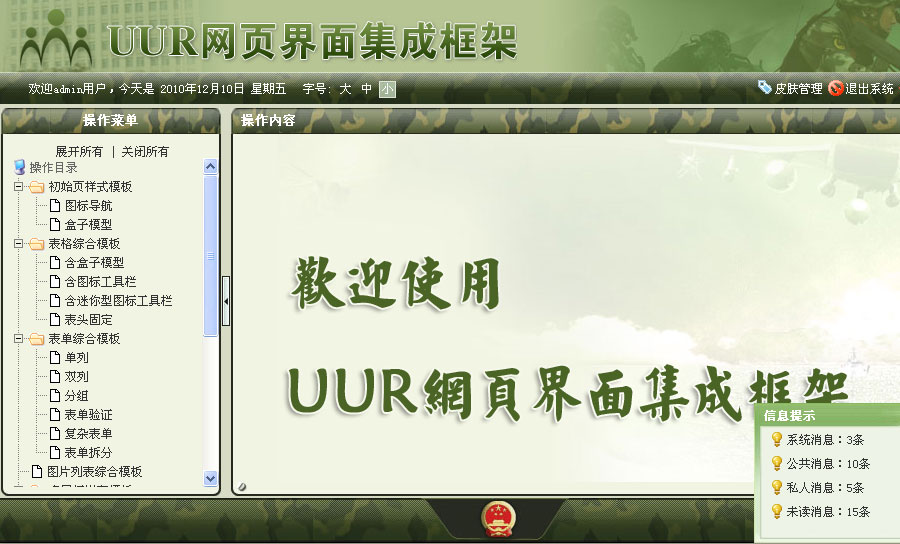 UUR网页界面集成框架
欢迎admin用户，今天是 2010年12月10日 星期五 字号: 大 中 小
皮肤管理 退出系统
操作菜单
展开所有 | 关闭所有
操作目录
初始页样式模板
图标导航
盒子模型
表格综合模板
含盒子模型
含图标工具栏
含迷你型图标工具栏
表头固定
表单综合模板
单列
双列
分组
表单验证
复杂表单
表单拆分
图片列表综合模板
操作内容
歡迎使用
UUR網頁界面集成框架
信息提示
系统消息：3条
公共消息：10条
私人消息：5条
未读消息：15条